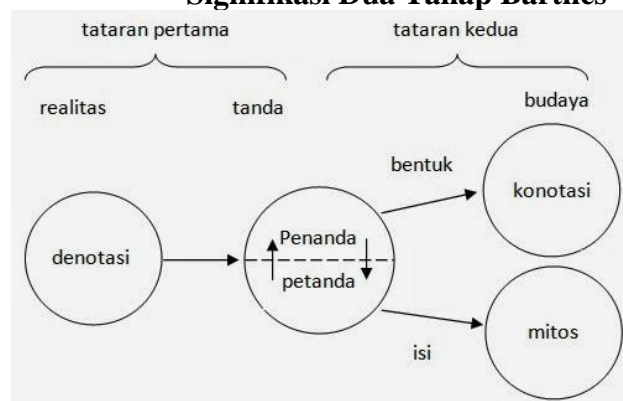 Signifikasi Dua Tahap Barthes
tataran pertama
tataran kedua
realitas
tanda
budaya
bentuk
konotasi
denotasi
Penanda
petanda
mitos
isi